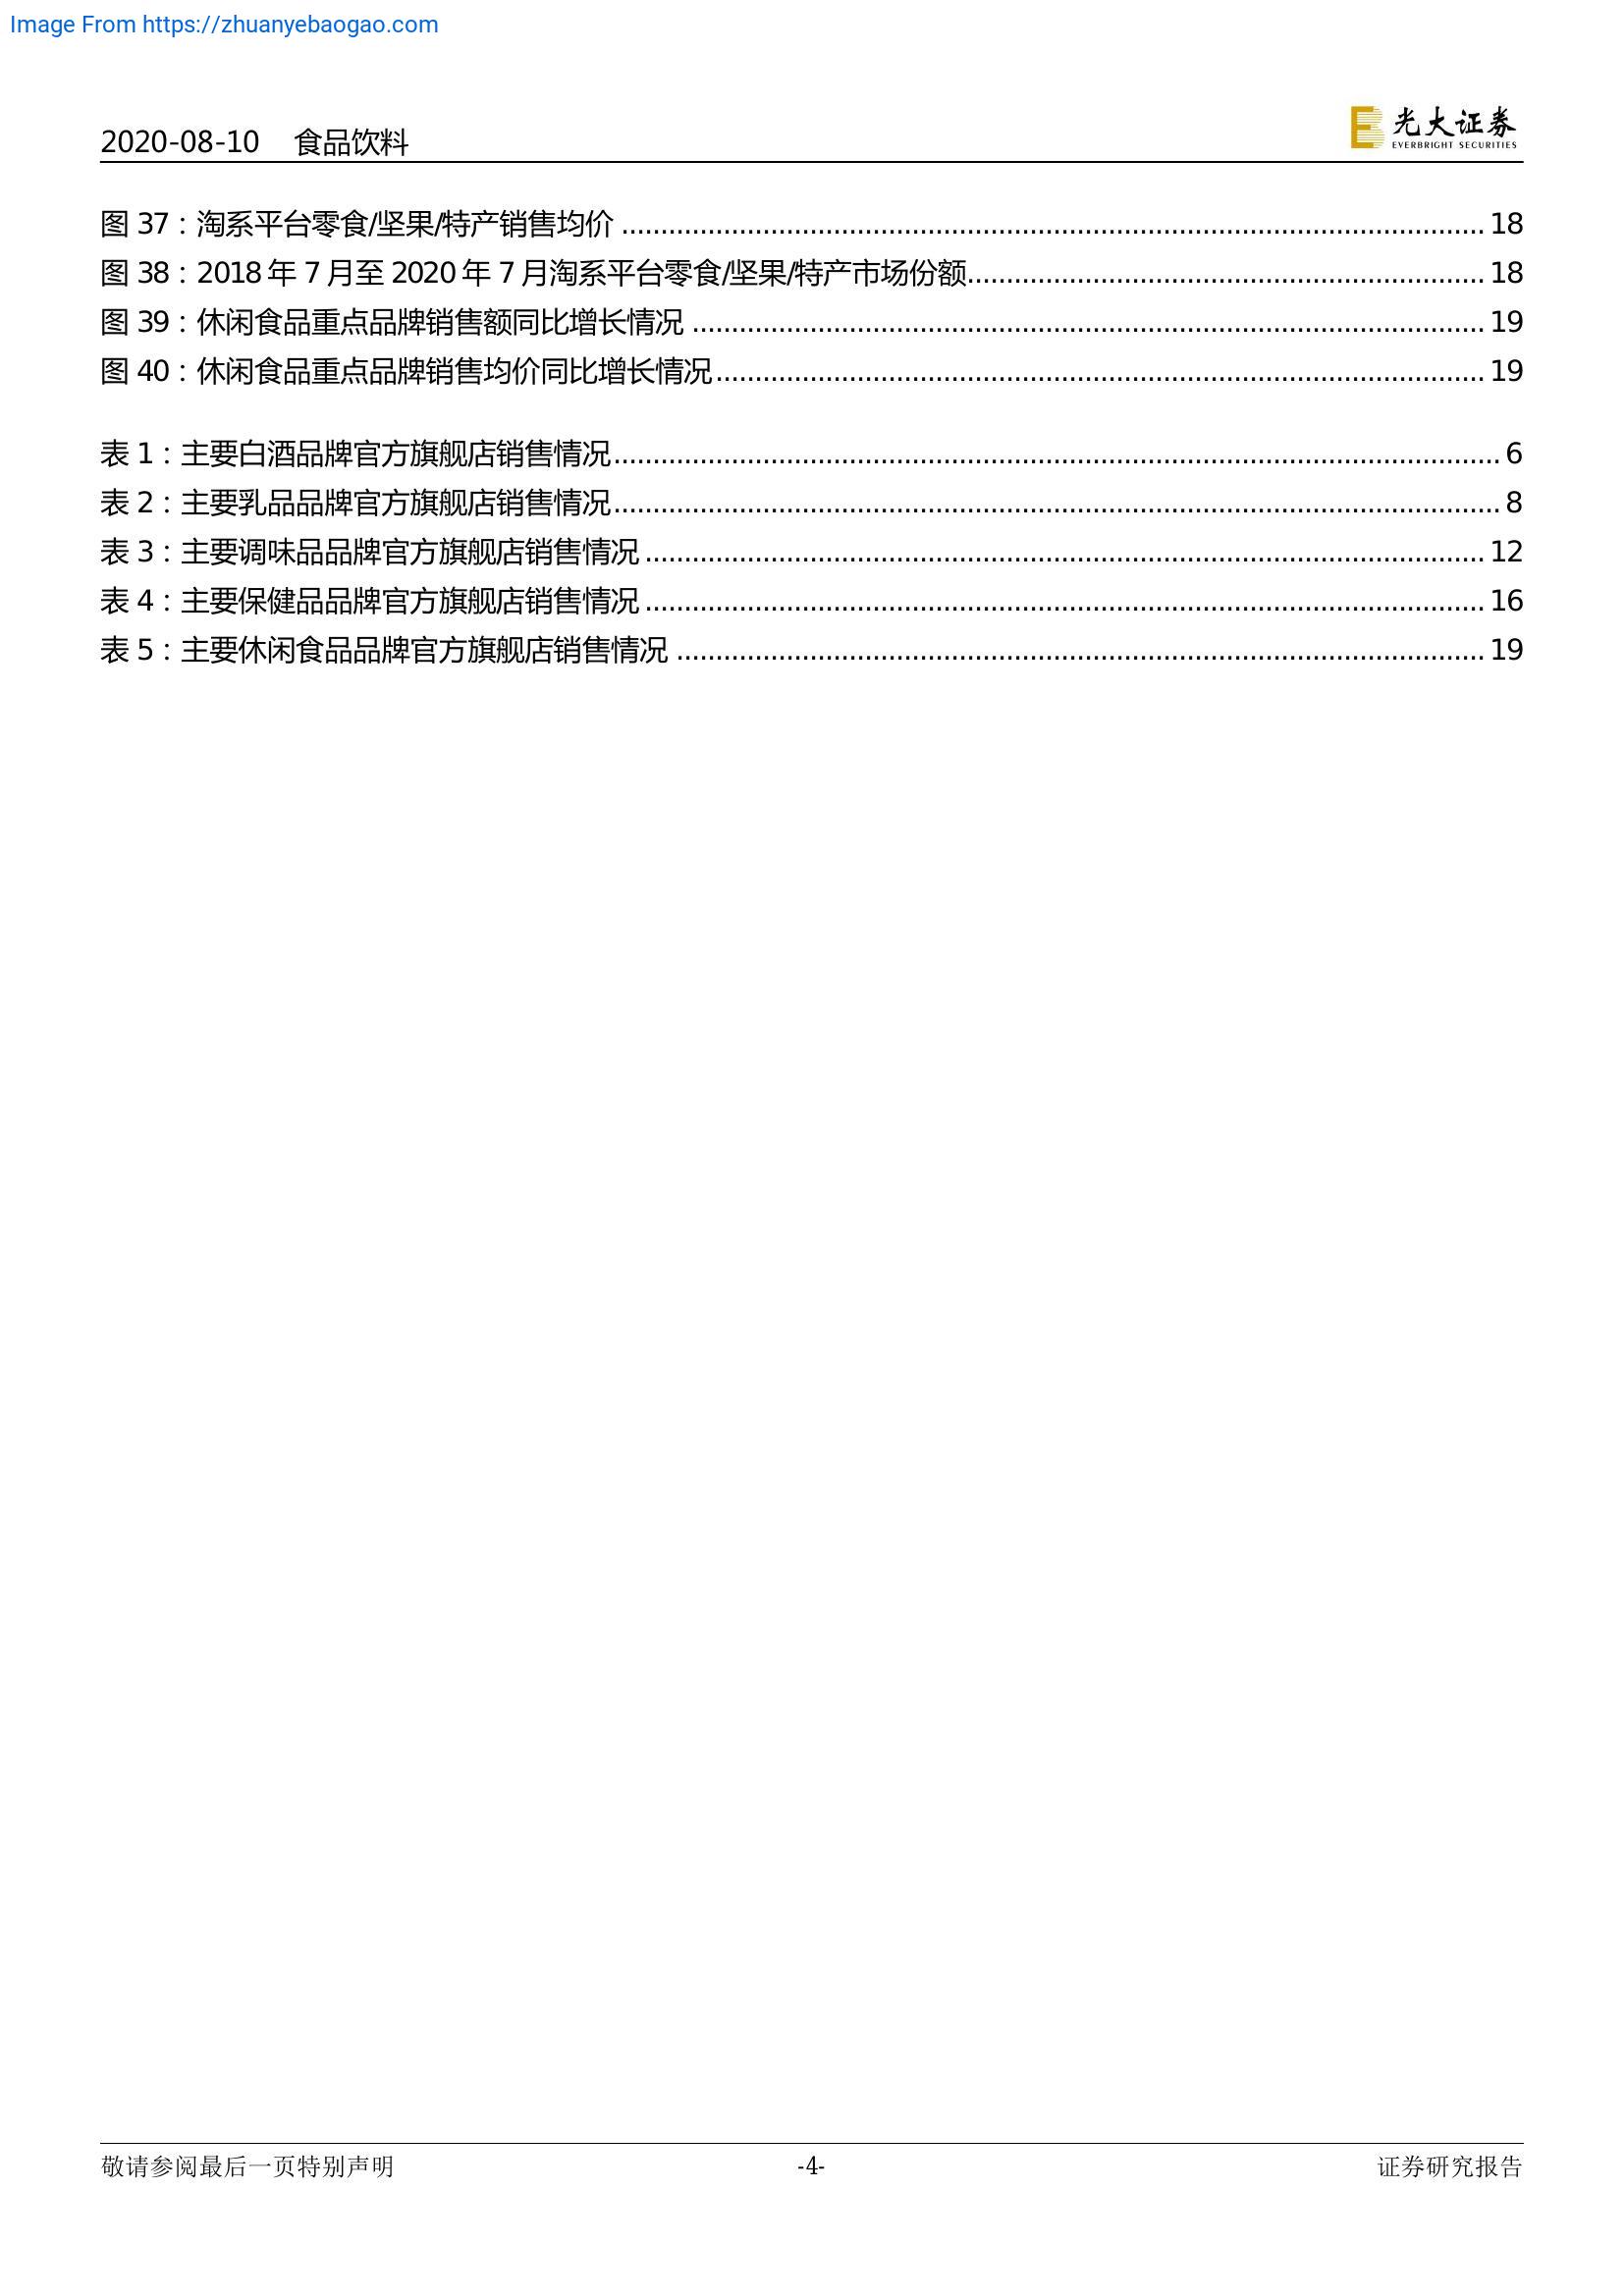 Image From https://zhuanyebaogao.com
2020-08-10 食品饮料
光大证券
EVERBRIGHT SECURITIES
图 37：淘系平台零食/坚果/特产销售均价 ........ 18
图 38：2018 年 7 月至 2020 年 7 月淘系平台零食/坚果/特产市场份额........ 18
图 39：休闲食品重点品牌销售额同比增长情况 ........ 19
图 40：休闲食品重点品牌销售均价同比增长情况........ 19
表 1：主要白酒品牌官方旗舰店销售情况........ 6
表 2：主要乳品品牌官方旗舰店销售情况........ 8
表 3：主要调味品品牌官方旗舰店销售情况 ........ 12
表 4：主要保健品品牌官方旗舰店销售情况 ........ 16
表 5：主要休闲食品品牌官方旗舰店销售情况 ........ 19
敬请参阅最后一页特别声明 -4- 证券研究报告